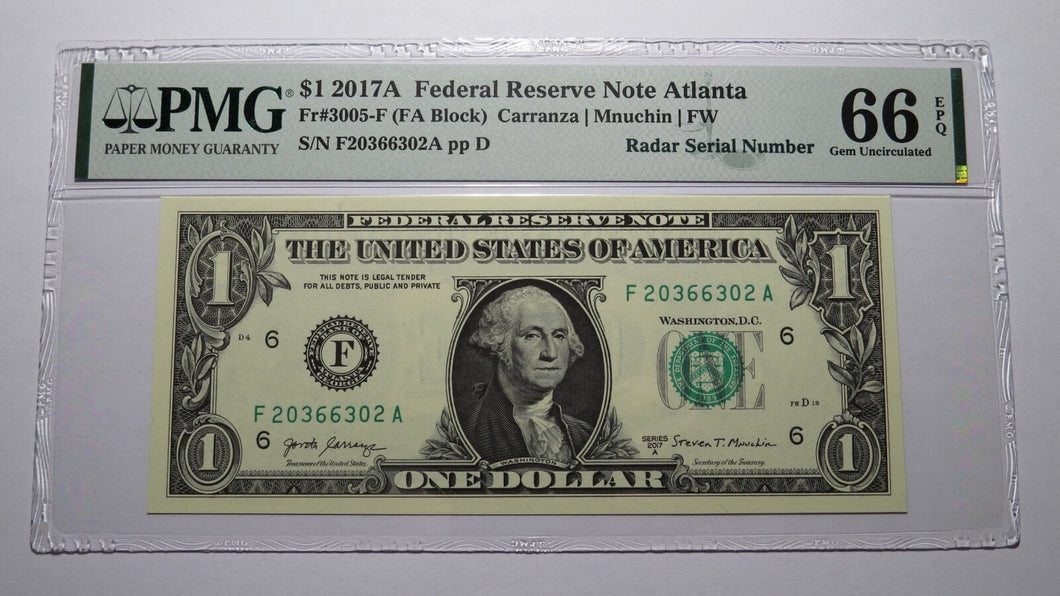 PMG®
PAPER MONEY GUARANTY
$1 2017A Federal Reserve Note Atlanta
Fr#3005-F (FA Block) Carranza | Mnuchin | FW
S/N F20366302A pp D
Radar Serial Number
66
EPQ
Gem Uncirculated
FEDERAL RESERVE NOTE
THE UNITED STATES OF AMERICA
1
1
THIS NOTE IS LEGAL TENDER
FOR ALL DEBTS, PUBLIC AND PRIVATE
F 20366302 A
WASHINGTON, D.C.
D4 6
F
ONE
6
F 20366302 A
FW D 18
6
6
SERIES
2017
A
Steven T. Mnuchin
Treasurer of the United States.
Secretary of the Treasury.
WASHINGTON
1
ONE DOLLAR
1
PMG